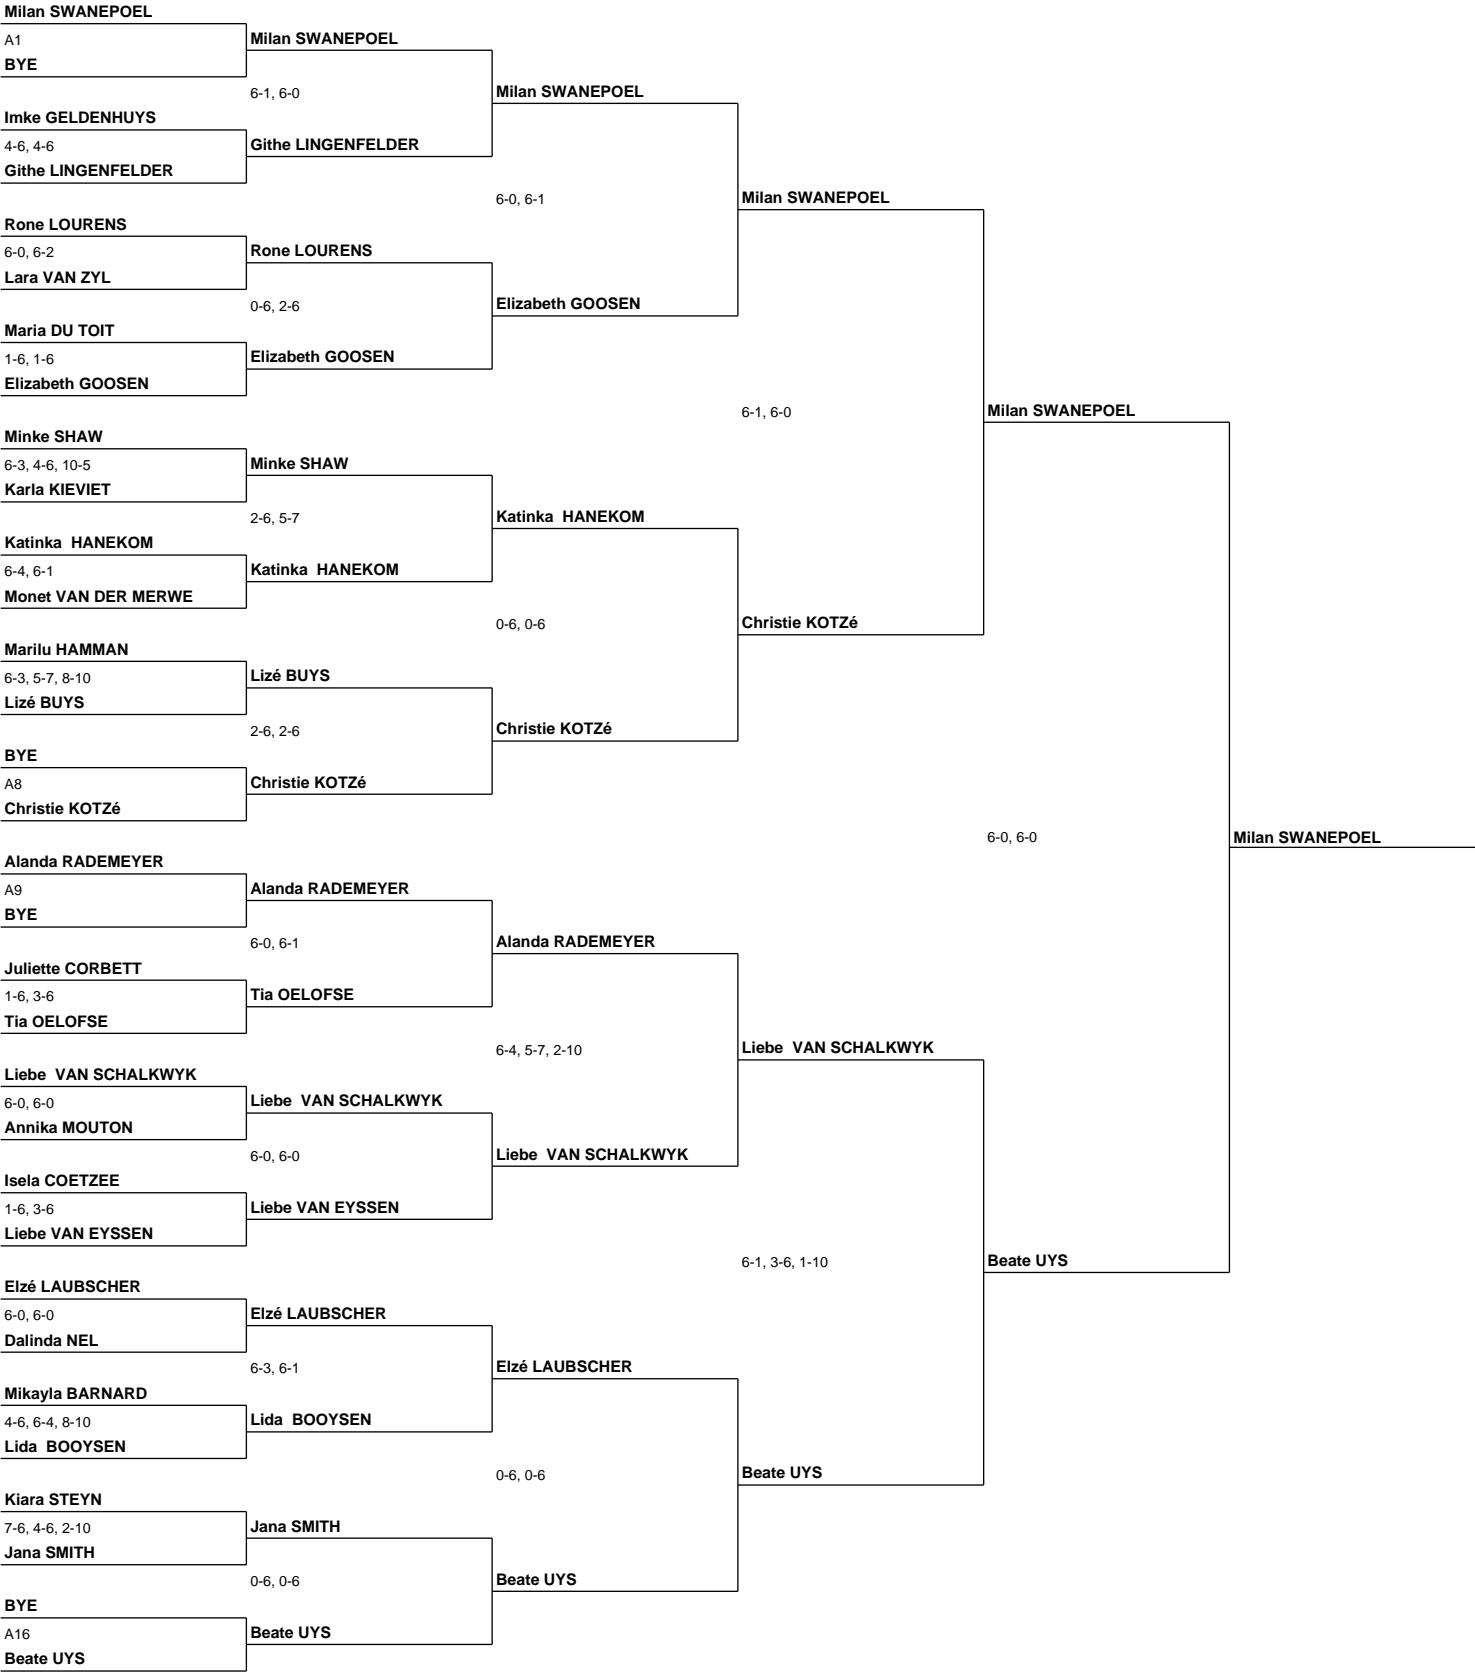 Milan SWANEPOEL
A1
BYE
Imke GELDENHUYS
4-6, 4-6
Githe LINGENFELDER
Rone LOURENS
6-0, 6-2
Lara VAN ZYL
Maria DU TOIT
1-6, 1-6
Elizabeth GOOSEN
Minke SHAW
6-3, 4-6, 10-5
Karla KIEVIET
Katinka  HANEKOM
6-4, 6-1
Monet VAN DER MERWE
Marilu HAMMAN
6-3, 5-7, 8-10
Lizé BUYS
BYE
A8
Christie KOTZé
Alanda RADEMEYER
A9
BYE
Juliette CORBETT
1-6, 3-6
Tia OELOFSE
Liebe  VAN SCHALKWYK
6-0, 6-0
Annika MOUTON
Isela COETZEE
1-6, 3-6
Liebe VAN EYSSEN
Elzé LAUBSCHER
6-0, 6-0
Dalinda NEL
Mikayla BARNARD
4-6, 6-4, 8-10
Lida  BOOYSEN
Kiara STEYN
7-6, 4-6, 2-10
Jana SMITH
BYE
A16
Beate UYS
Milan SWANEPOEL
6-1, 6-0
Githe LINGENFELDER
Rone LOURENS
0-6, 2-6
Elizabeth GOOSEN
Minke SHAW
2-6, 5-7
Katinka  HANEKOM
Lizé BUYS
2-6, 2-6
Christie KOTZé
Alanda RADEMEYER
6-0, 6-1
Tia OELOFSE
Liebe  VAN SCHALKWYK
6-0, 6-0
Liebe VAN EYSSEN
Elzé LAUBSCHER
6-3, 6-1
Lida  BOOYSEN
Jana SMITH
0-6, 0-6
Beate UYS
Milan SWANEPOEL
6-0, 6-1
Elizabeth GOOSEN
Katinka  HANEKOM
0-6, 0-6
Christie KOTZé
Alanda RADEMEYER
6-4, 5-7, 2-10
Liebe  VAN SCHALKWYK
Elzé LAUBSCHER
0-6, 0-6
Beate UYS
Milan SWANEPOEL
6-1, 6-0
Christie KOTZé
Liebe  VAN SCHALKWYK
6-1, 3-6, 1-10
Beate UYS
Milan SWANEPOEL
6-0, 6-0
Beate UYS
Milan SWANEPOEL